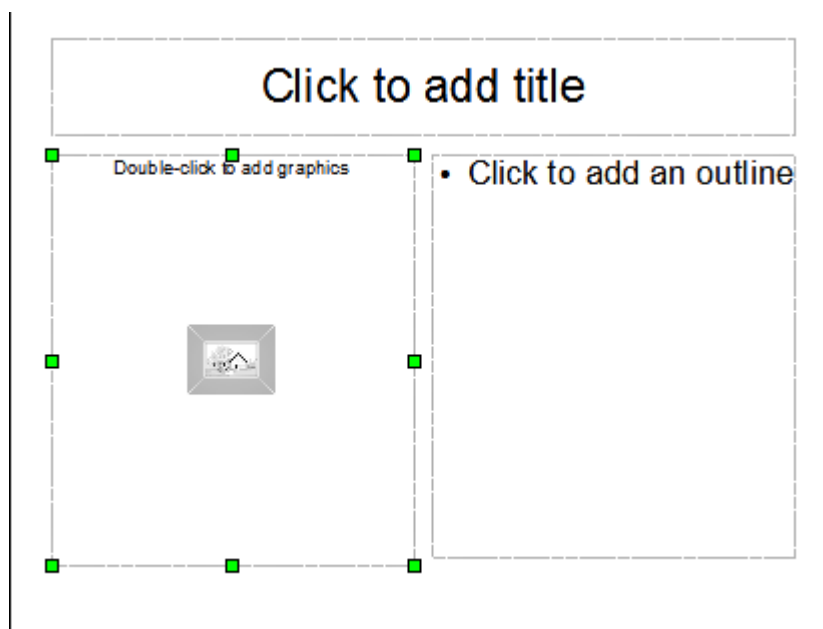 Click to add title
Double-click to add graphics
• Click to add an outline